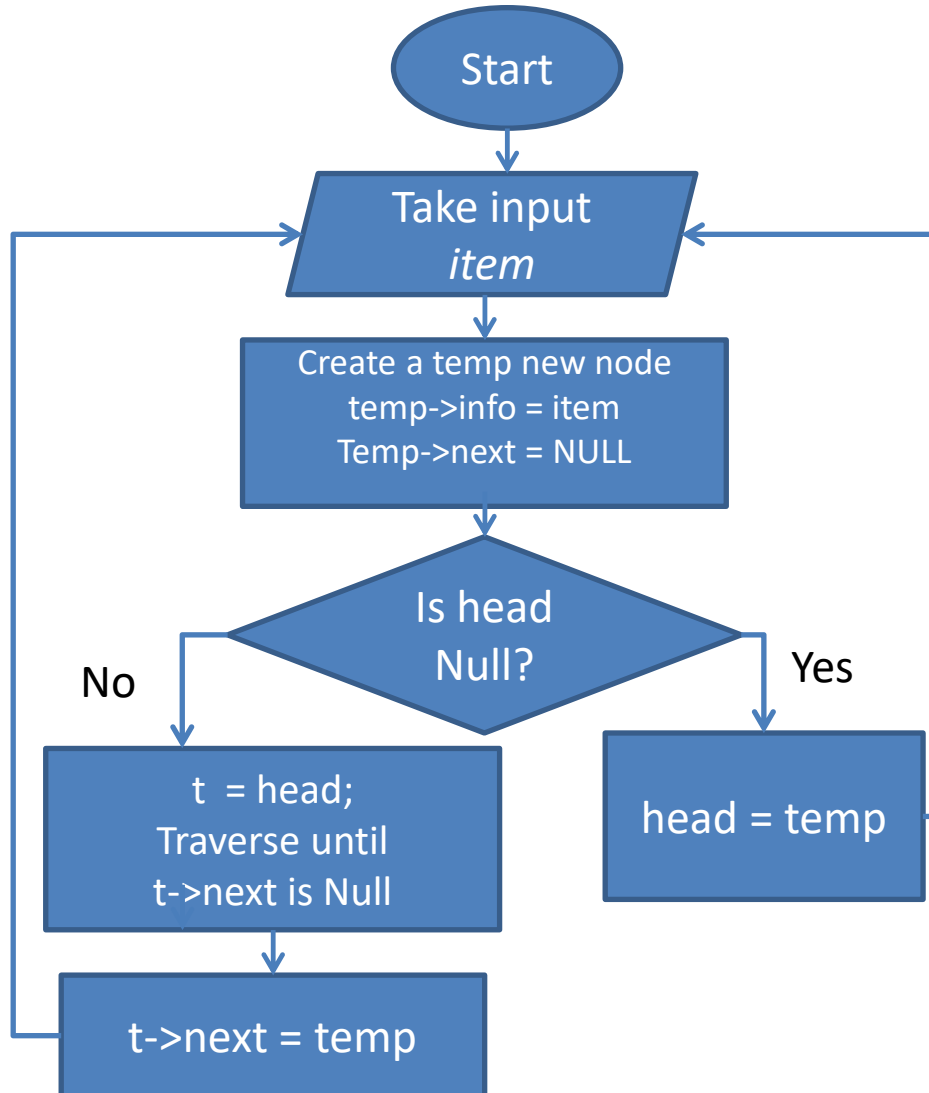 Start
Take input
item
Create a temp new node
temp->info = item
Temp->next = NULL
Is head
Null?
No
Yes
t  = head;
Traverse until
t->next is Null
head = temp
t->next = temp